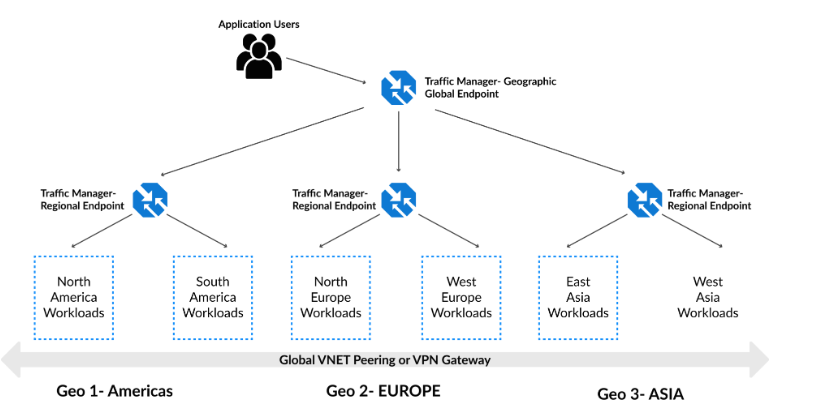 Application Users
Traffic Manager- Geographic
Global Endpoint
Traffic Manager-
Regional Endpoint
Traffic Manager-
Regional Endpoint
Traffic Manager-
Regional Endpoint
North
America
Workloads
South
America
Workloads
North
Europe
Workloads
West
Europe
Workloads
East
Asia
Workloads
West
Asia
Workloads
Global VNET Peering or VPN Gateway
Geo 1- Americas
Geo 2- EUROPE
Geo 3- ASIA